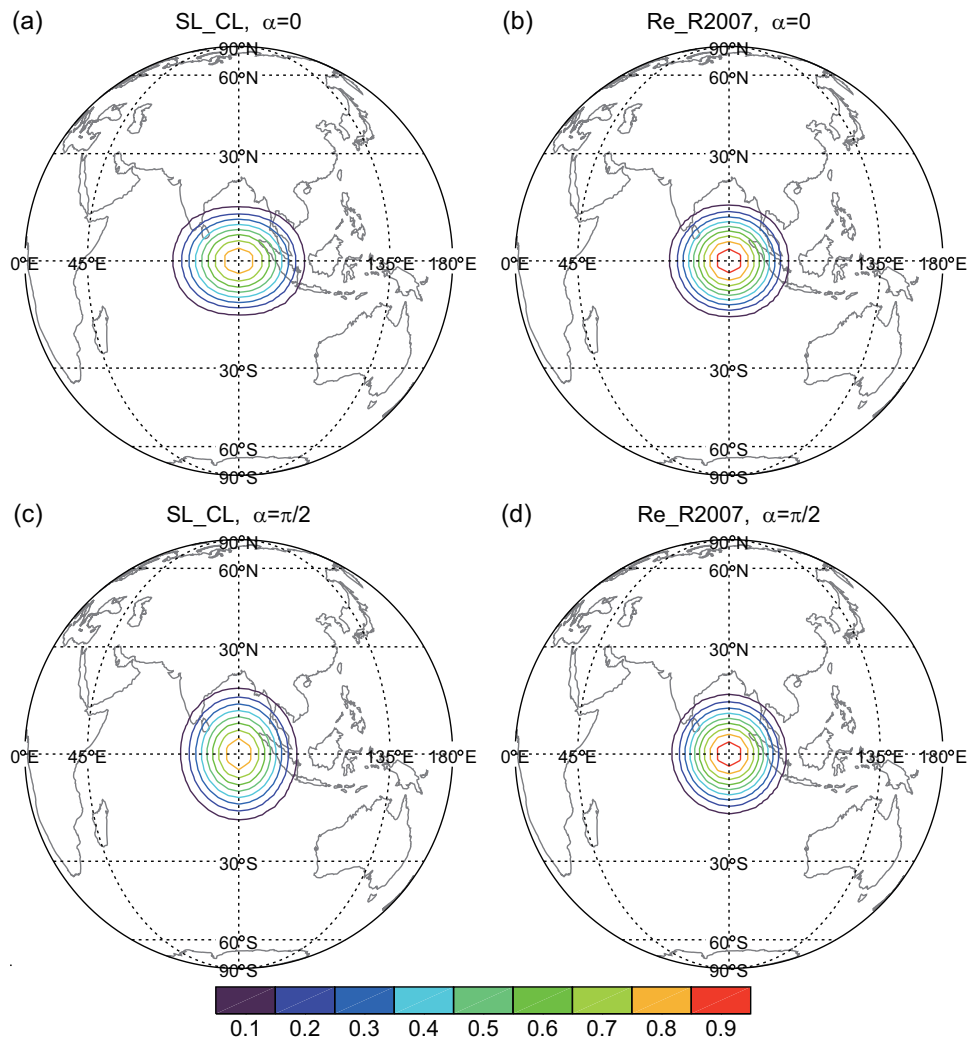 (a) SL_CL, α=0
90°N
60°N
30°N
0°E 45°E 135°E 180°E
30°S
60°S
90°S
(b) Re_R2007, α=0
90°N
60°N
30°N
0°E 45°E 135°E 180°E
30°S
60°S
90°S
(c) SL_CL, α=π/2
90°N
60°N
30°N
0°E 45°E 135°E 180°E
30°S
60°S
90°S
(d) Re_R2007, α=π/2
90°N
60°N
30°N
0°E 45°E 135°E 180°E
30°S
60°S
90°S
0.1 0.2 0.3 0.4 0.5 0.6 0.7 0.8 0.9